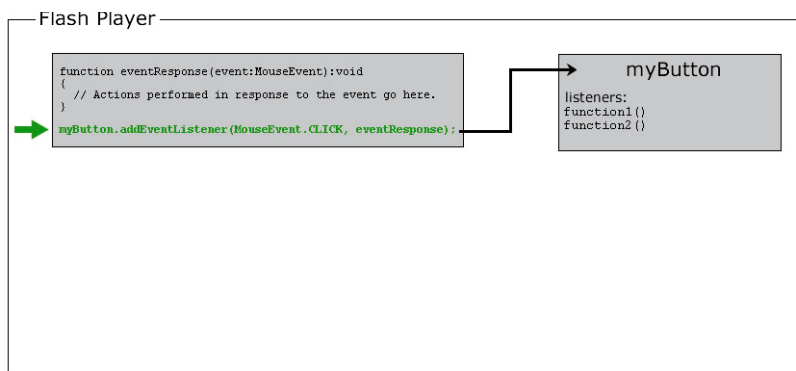 Flash Player
function eventResponse(event:MouseEvent):void
{
// Actions performed in response to the event go here.
}
myButton.addEventListener(MouseEvent.CLICK, eventResponse);
myButton
listeners:
function1()
function2()